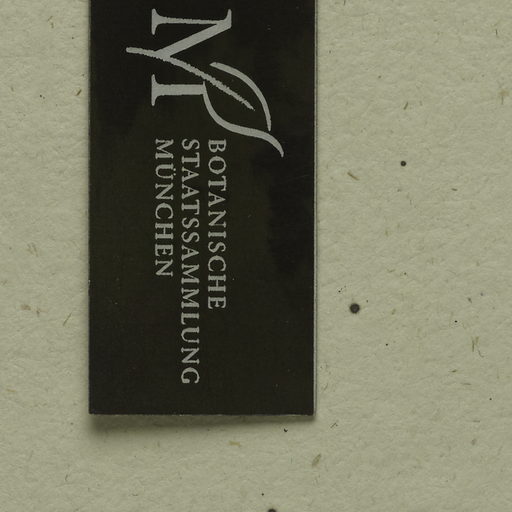 M
BOTANISCHE
STAATSSAMMLUNG
MÜNCHEN